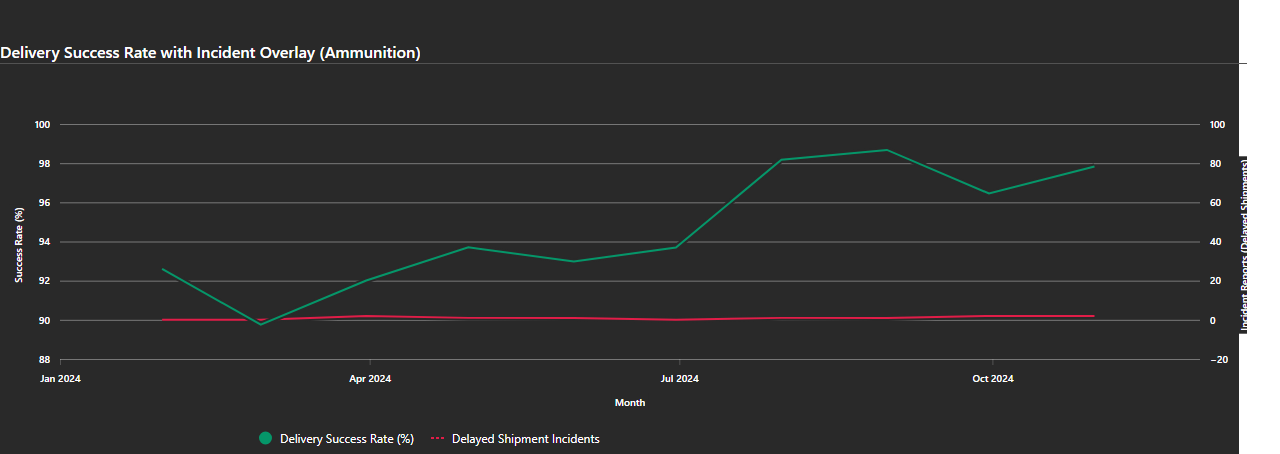 Delivery Success Rate with Incident Overlay (Ammunition)
100 100
98 80
96 60
94 40
92 20
90 0
88 −20
Success Rate (%)
Incident Reports (Delayed Shipments)
Jan 2024 Apr 2024 Jul 2024 Oct 2024
Month
Delivery Success Rate (%) Delayed Shipment Incidents